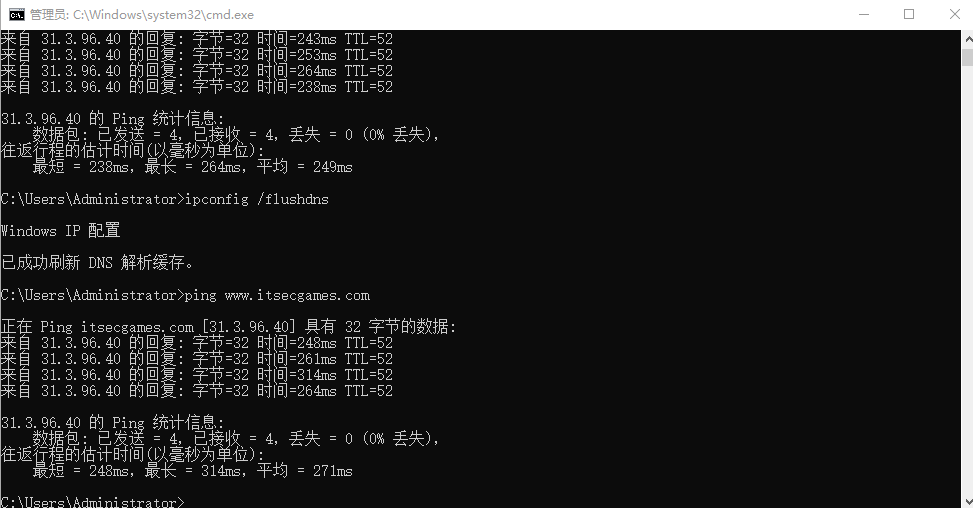 管理员: C:\Windows\system32\cmd.exe
来自 31.3.96.40 的回复: 字节=32 时间=243ms TTL=52
来自 31.3.96.40 的回复: 字节=32 时间=253ms TTL=52
来自 31.3.96.40 的回复: 字节=32 时间=264ms TTL=52
来自 31.3.96.40 的回复: 字节=32 时间=238ms TTL=52
31.3.96.40 的 Ping 统计信息:
数据包: 已发送 = 4, 已接收 = 4, 丢失 = 0 (0% 丢失),
往返行程的估计时间(以毫秒为单位):
最短 = 238ms, 最长 = 264ms, 平均 = 249ms
C:\Users\Administrator>ipconfig /flushdns
Windows IP 配置
已成功刷新 DNS 解析缓存。
C:\Users\Administrator>ping www.itsecgames.com
正在 Ping itsecgames.com [31.3.96.40] 具有 32 字节的数据:
来自 31.3.96.40 的回复: 字节=32 时间=248ms TTL=52
来自 31.3.96.40 的回复: 字节=32 时间=261ms TTL=52
来自 31.3.96.40 的回复: 字节=32 时间=314ms TTL=52
来自 31.3.96.40 的回复: 字节=32 时间=264ms TTL=52
31.3.96.40 的 Ping 统计信息:
数据包: 已发送 = 4, 已接收 = 4, 丢失 = 0 (0% 丢失),
往返行程的估计时间(以毫秒为单位):
最短 = 248ms, 最长 = 314ms, 平均 = 271ms
C:\Users\Administrator>